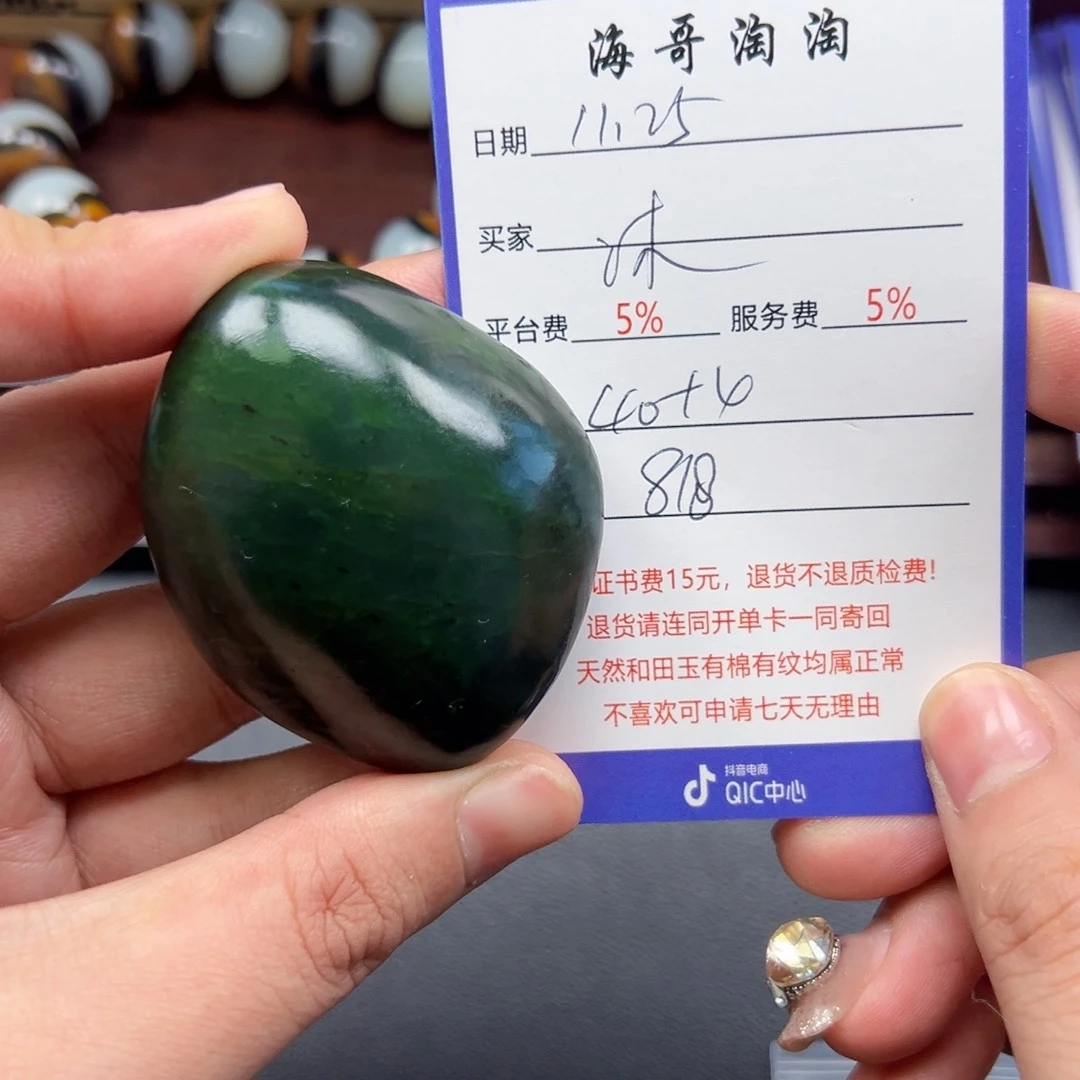 海哥淘淘
日期 11.25
买家
平台费 5% 服务费 5%
40+4
818
证书费15元，退货不退质检费！
退货请连同开单卡一同寄回
天然和田玉有棉有纹均属正常
不喜欢可申请七天无理由
抖音电商
QIC中心